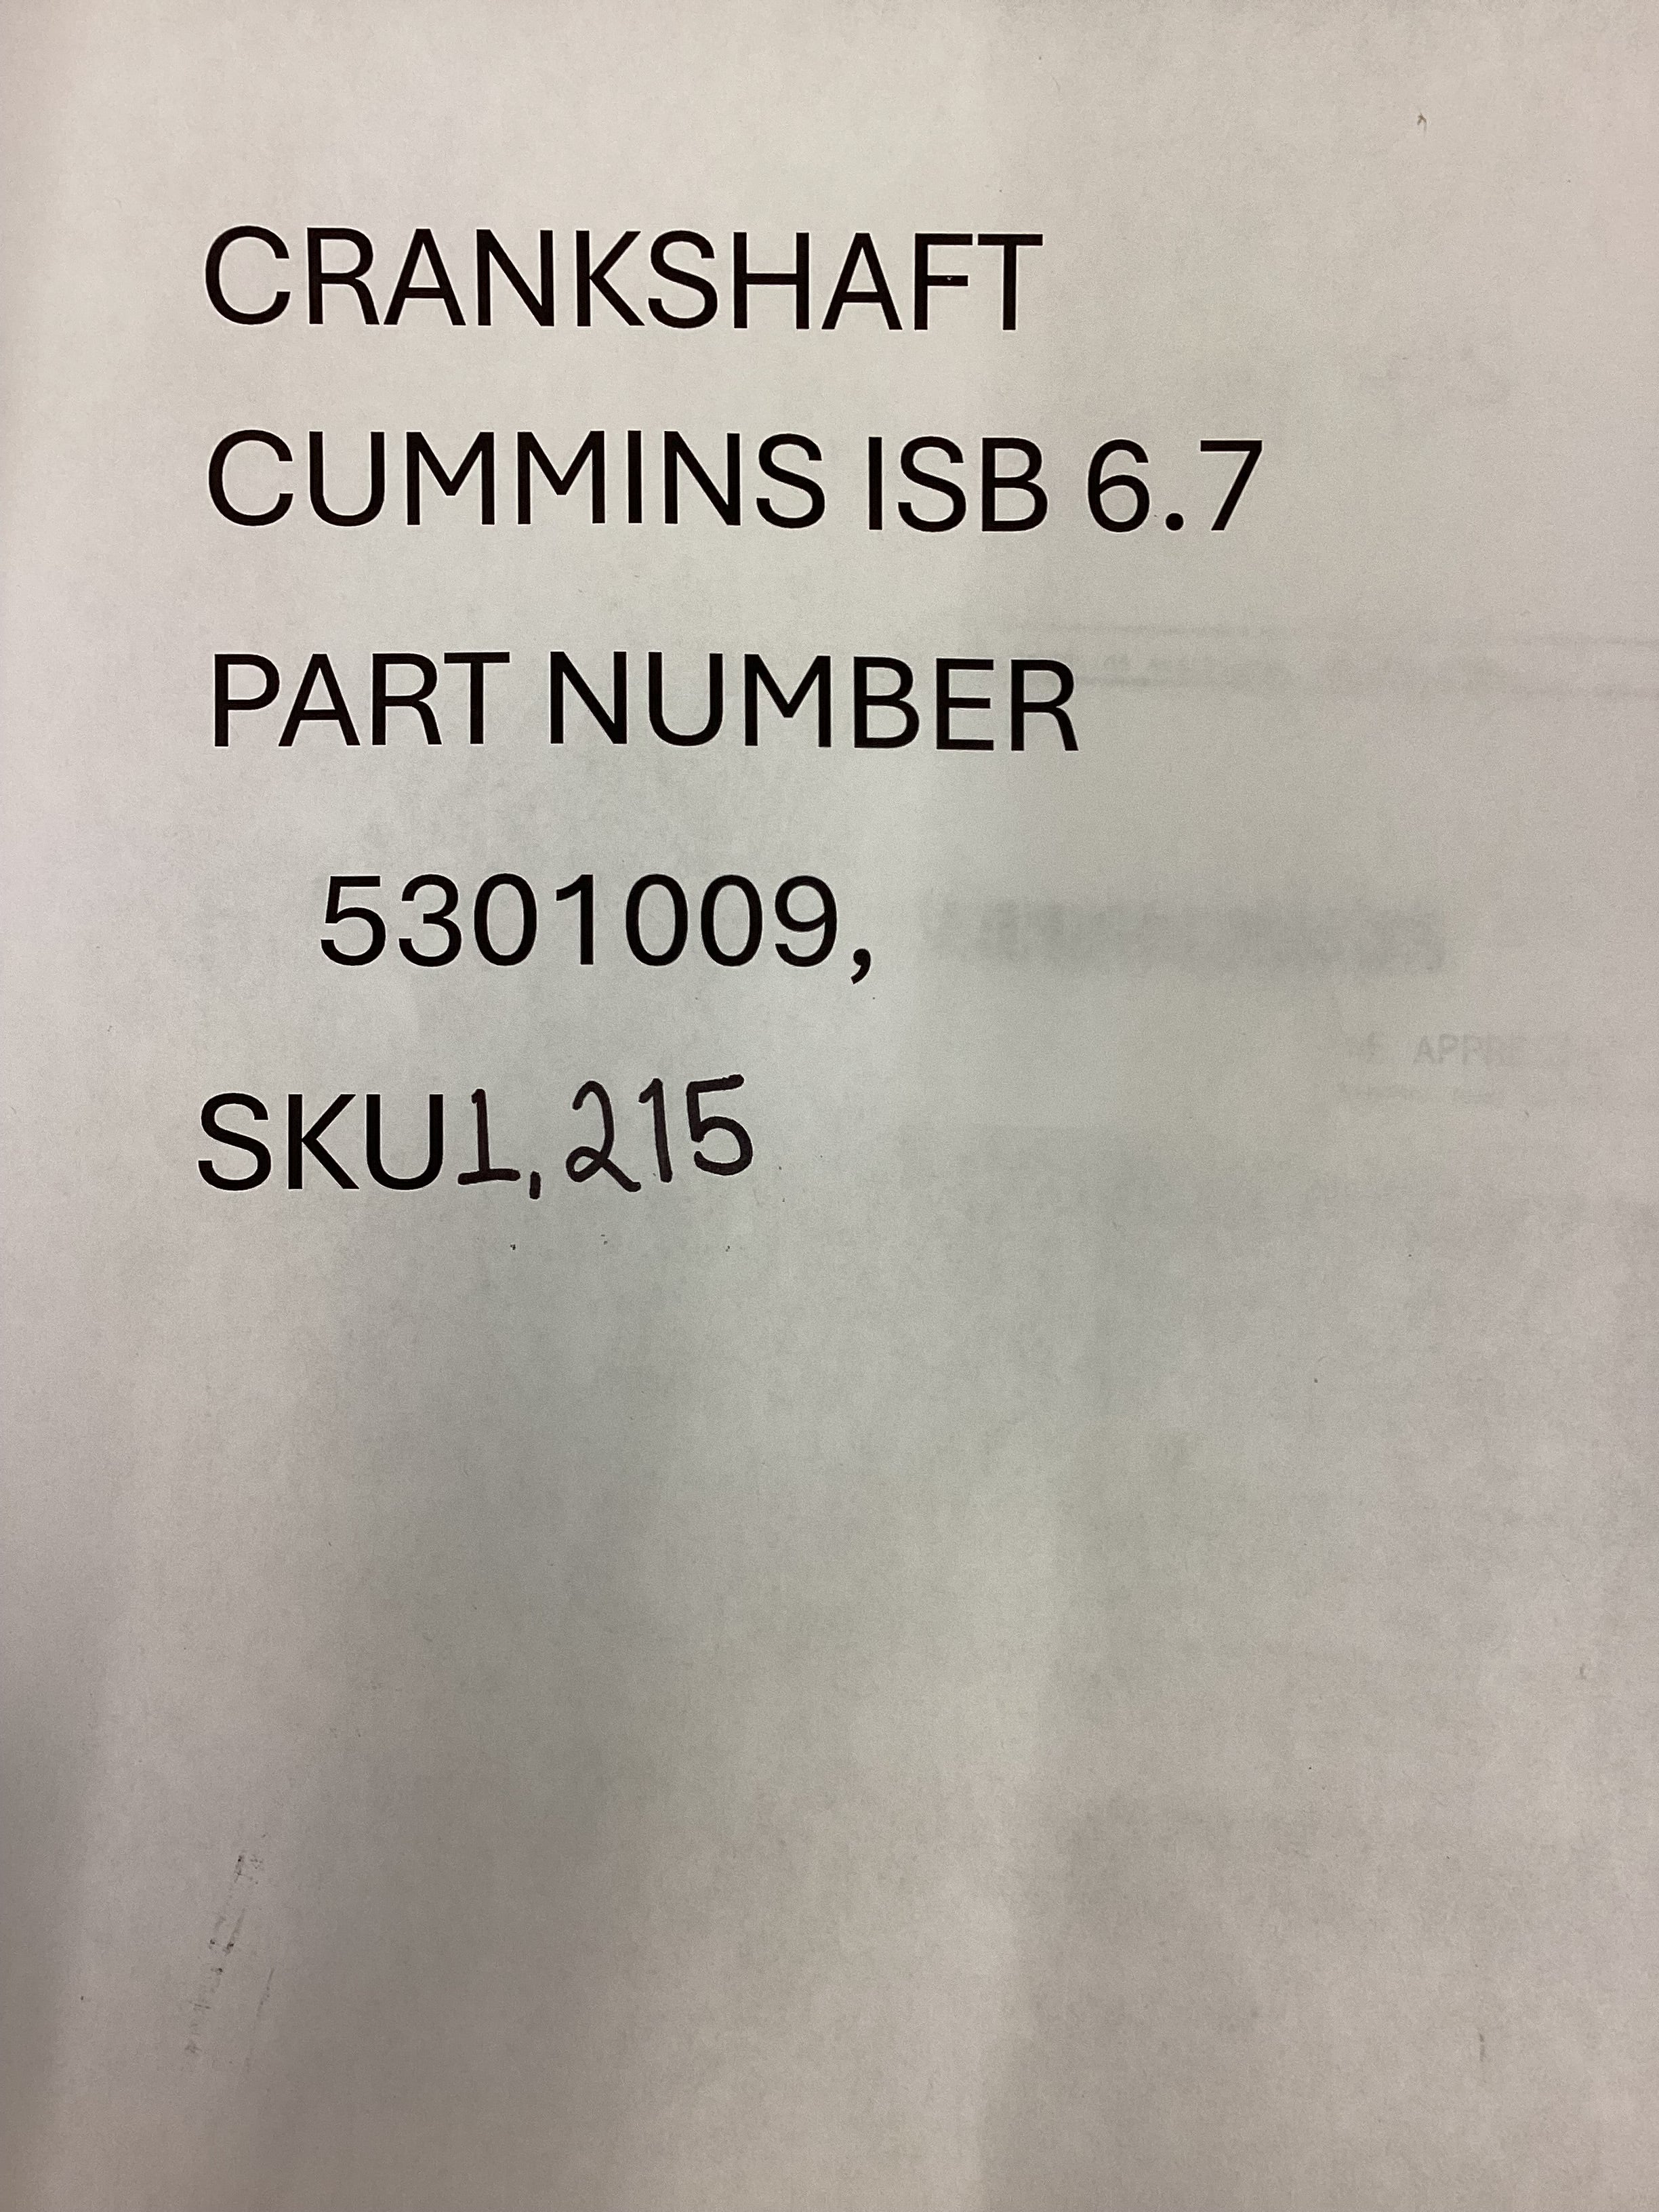 CRANKSHAFT
CUMMINS ISB 6.7
PART NUMBER
5301009,
SKU1,215